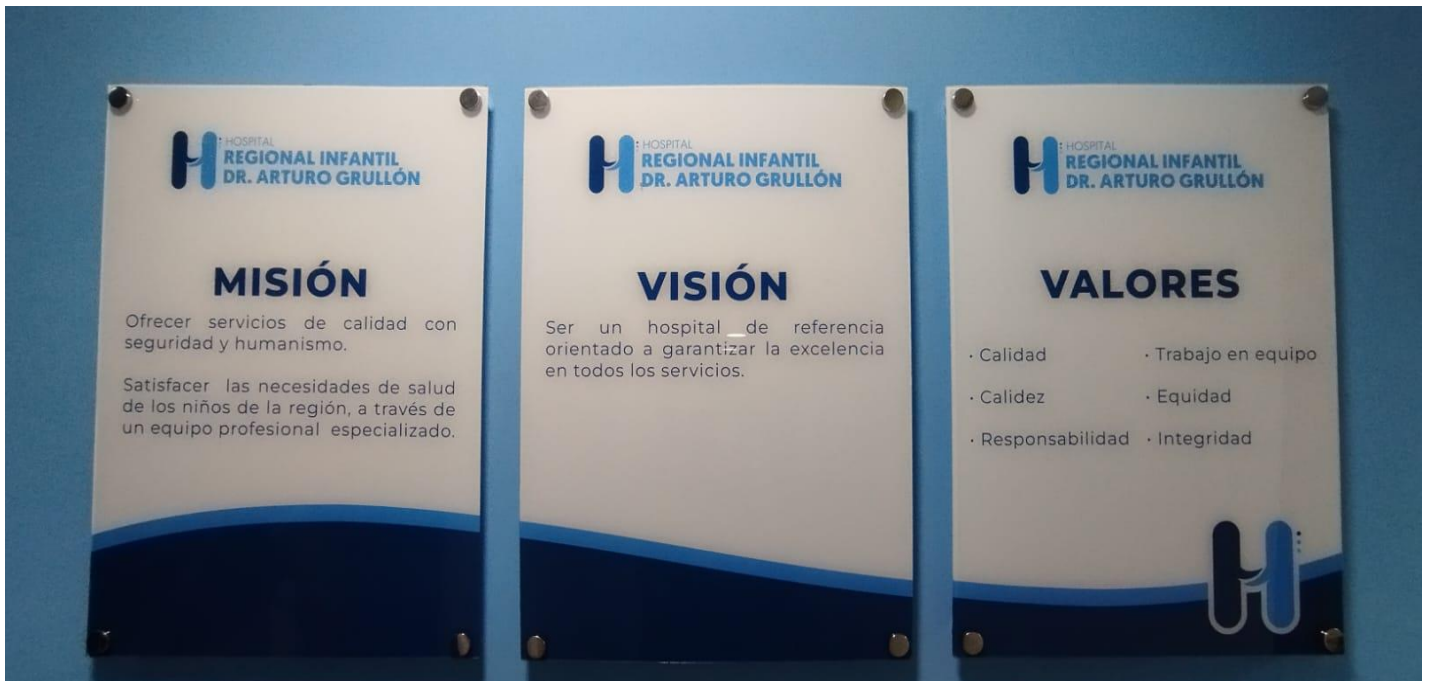 HOSPITAL
REGIONAL INFANTIL
DR. ARTURO GRULLÓN
MISIÓN
Ofrecer servicios de calidad con
seguridad y humanismo.
Satisfacer las necesidades de salud
de los niños de la región, a través de
un equipo profesional especializado.
HOSPITAL
REGIONAL INFANTIL
DR. ARTURO GRULLÓN
VISIÓN
Ser un hospital de referencia
orientado a garantizar la excelencia
en todos los servicios.
HOSPITAL
REGIONAL INFANTIL
DR. ARTURO GRULLÓN
VALORES
· Calidad
· Calidez
· Responsabilidad
· Trabajo en equipo
· Equidad
· Integridad